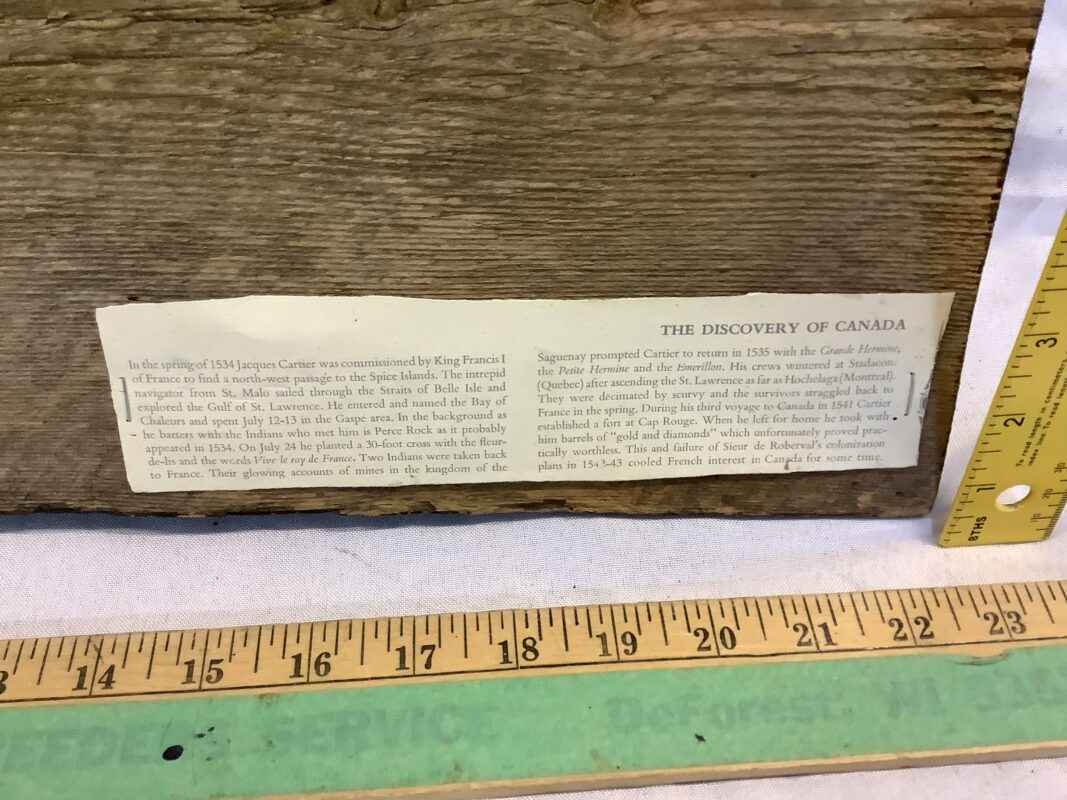 THE DISCOVERY OF CANADA
In the spring of 1534 Jacques Cartier was commissioned by King Francis I
of France to find a north-west passage to the Spice Islands. The intrepid
navigator from St. Malo sailed through the Straits of Belle Isle and
explored the Gulf of St. Lawrence. He entered and named the Bay of
Chaleurs and spent July 12-13 in the Gaspe area. In the background as
he barters with the Indians who met him is Perce Rock as it probably
appeared in 1534. On July 24 he planted a 30-foot cross with the fleur-
de-lis and the words Vive le roy de France. Two Indians were taken back
to France. Their glowing accounts of mines in the kingdom of the
Saguenay prompted Cartier to return in 1535 with the Grande Hermine,
the Petite Hermine and the Emerillon. His crews wintered at Stadacona
(Quebec) after ascending the St. Lawrence as far as Hochelaga (Montreal).
They were decimated by scurvy and the survivors straggled back to
France in the spring. During his third voyage to Canada in 1541 Cartier
established a fort at Cap Rouge. When he left for home he took with
him barrels of "gold and diamonds" which unfortunately proved prac-
tically worthless. This and failure of Sieur de Roberval's colonization
plans in 1543-43 cooled French interest in Canada for some time.
3
2
1
8THS
14 15 16 17 18 19 20 21 22 23
SERVICE DeForest, WI